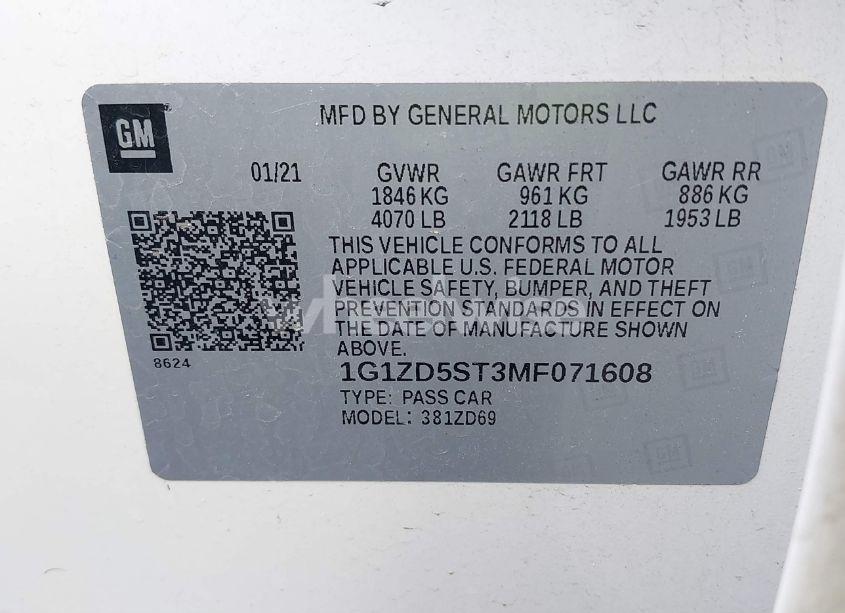 GM
MFD BY GENERAL MOTORS LLC
01/21 GVWR GAWR FRT GAWR RR
1846 KG 961 KG 886 KG
4070 LB 2118 LB 1953 LB
THIS VEHICLE CONFORMS TO ALL
APPLICABLE U.S. FEDERAL MOTOR
VEHICLE SAFETY, BUMPER, AND THEFT
PREVENTION STANDARDS IN EFFECT ON
THE DATE OF MANUFACTURE SHOWN
ABOVE.
8624
1G1ZD5ST3MF071608
TYPE: PASS CAR
MODEL: 381ZD69